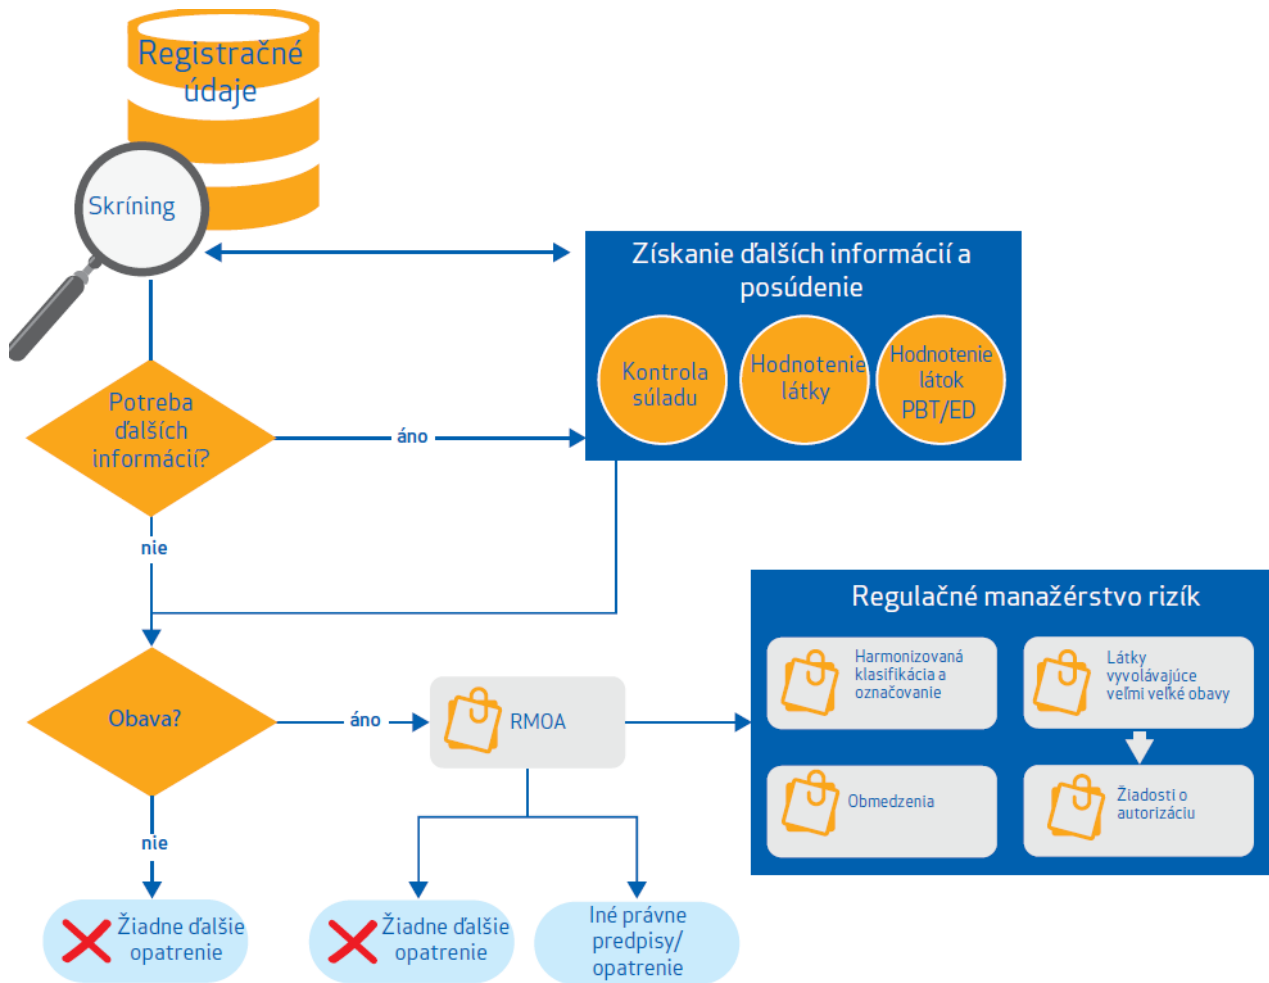 Registračné
údaje
Skríning
Získanie ďalších informácií a
posúdenie
Kontrola
súladu
Hodnotenie
látky
Hodnotenie
látok
PBT/ED
Potreba
ďalších
informácií?
áno
nie
Regulačné manažérstvo rizík
Harmonizovaná
klasifikácia a
označovanie
Látky
vyvolávajúce
veľmi veľké obavy
Obava?
áno
RMOA
Obmedzenia
Žiadosti o
autorizáciu
nie
Žiadne ďalšie
opatrenie
Žiadne ďalšie
opatrenie
Iné právne
predpisy/
opatrenie